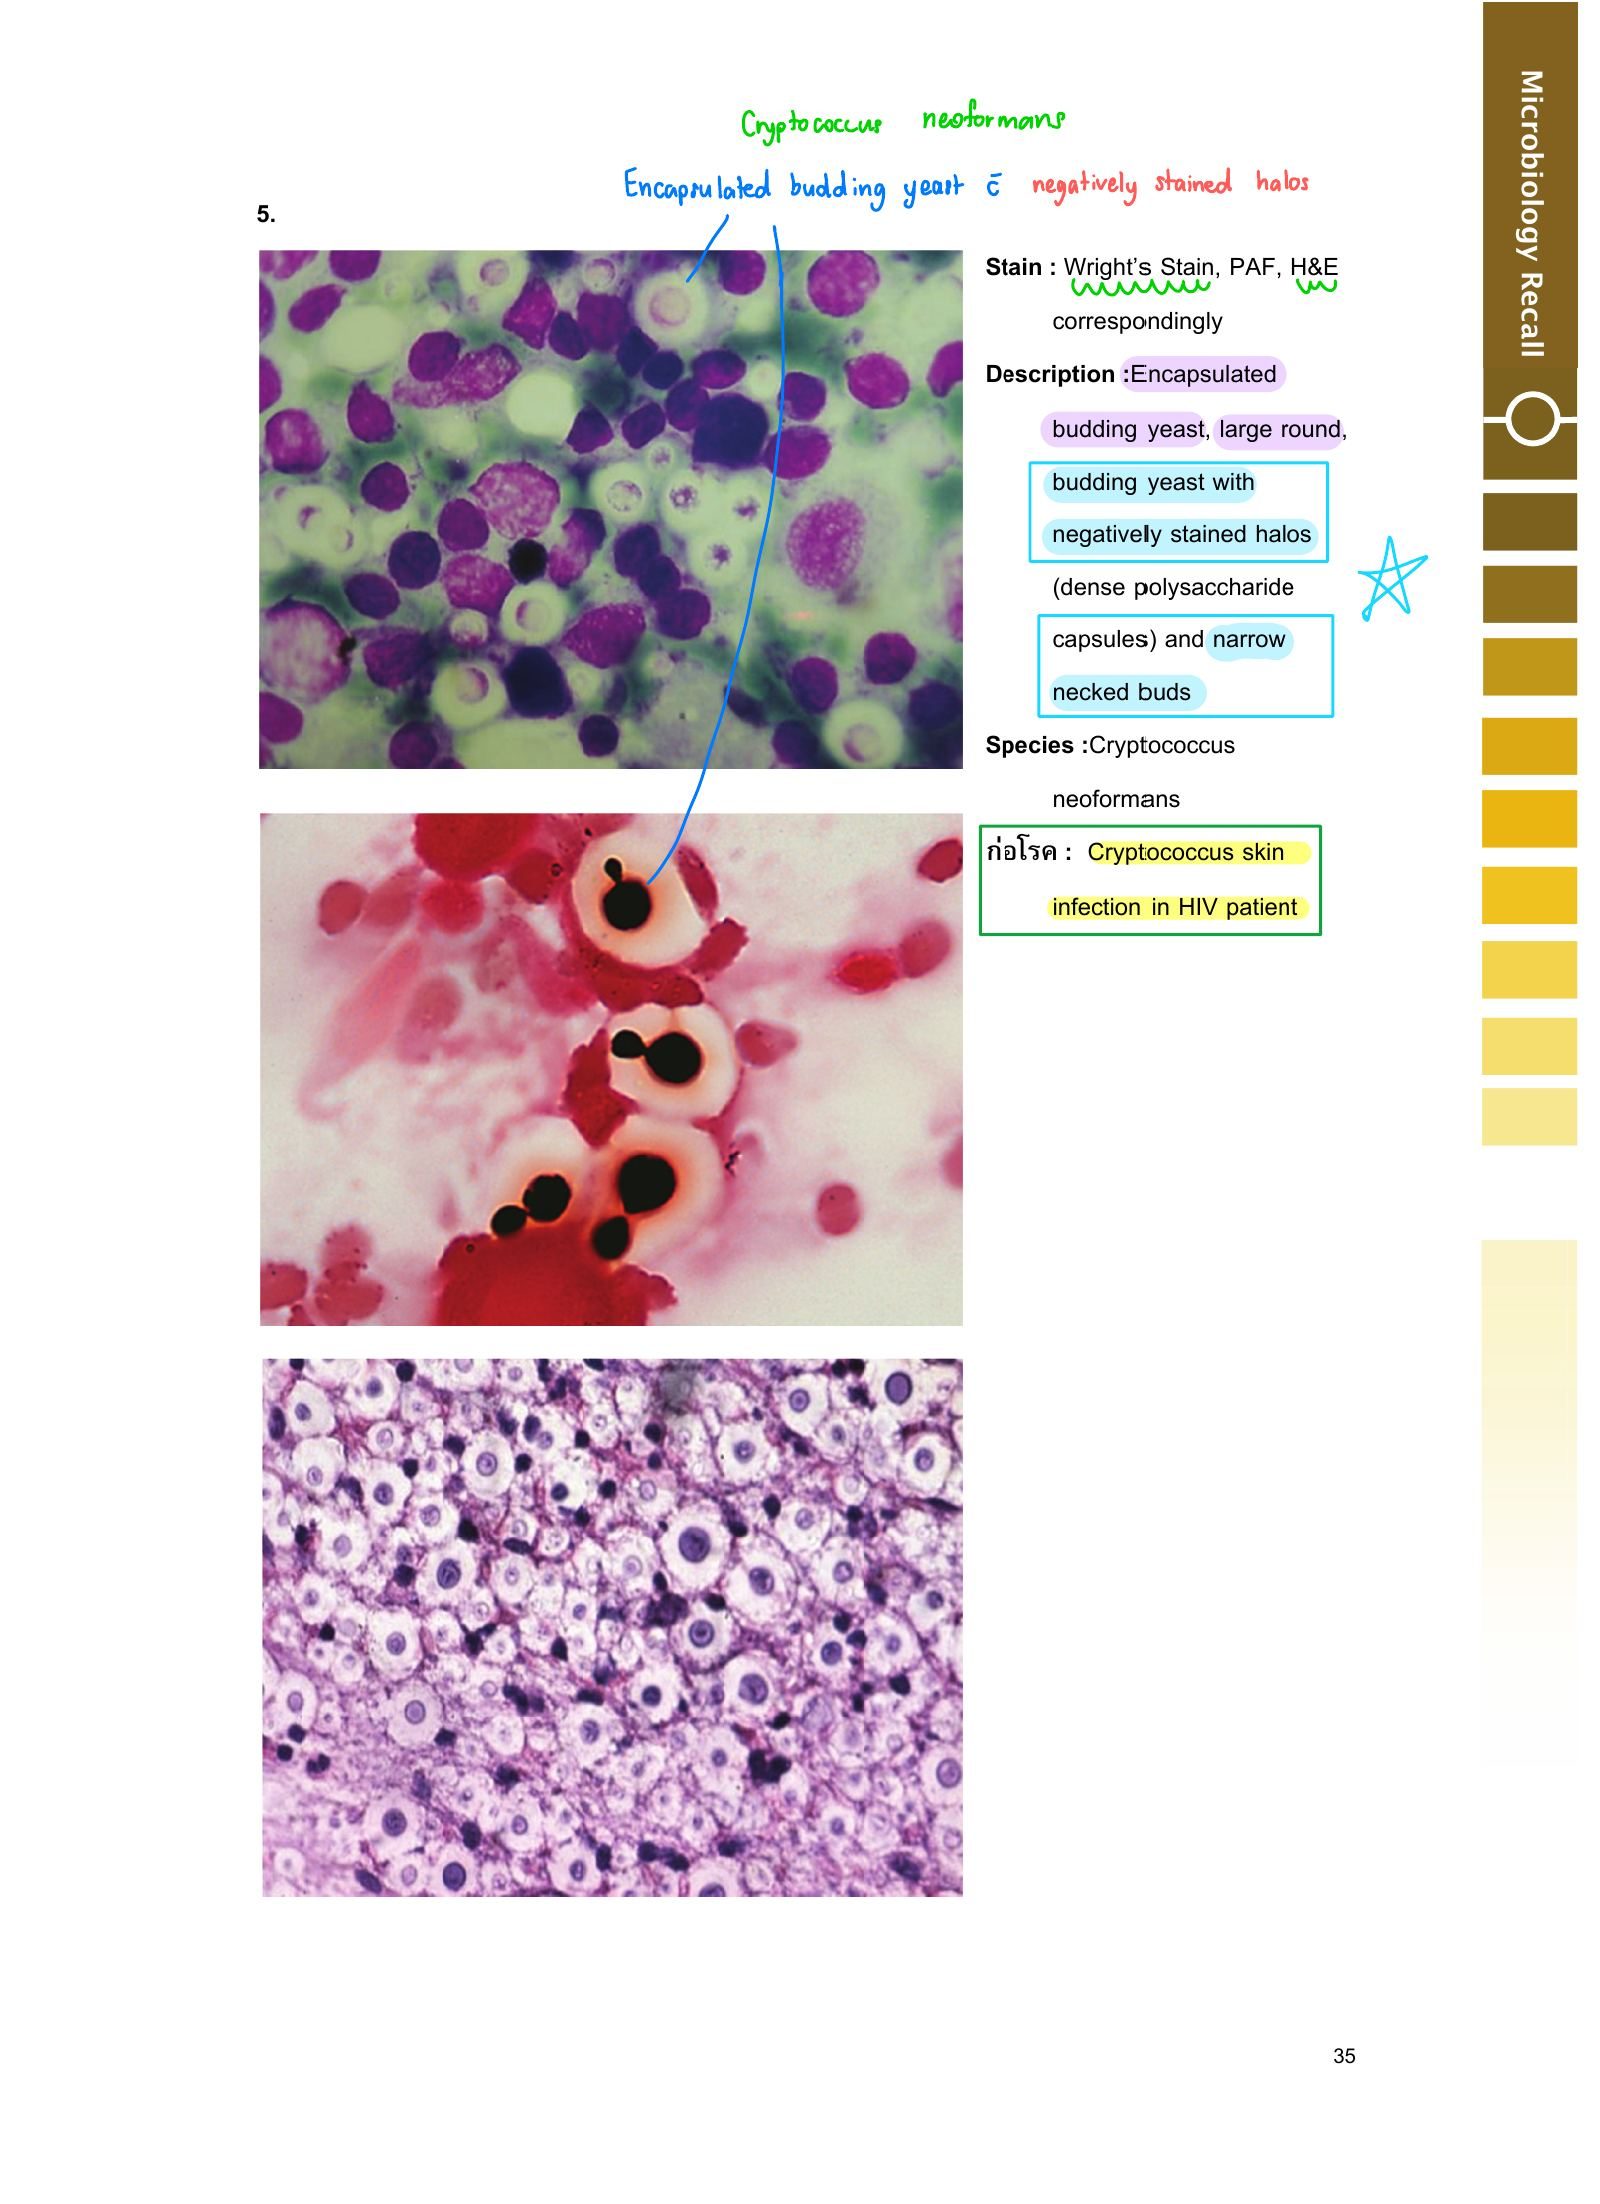 Microbiology Recall
Cryptococcus neoformans
Encapsulated budding yeast c̄ negatively stained halos
5.
Stain : Wright's Stain, PAF, H&E
correspondingly
Description :Encapsulated
budding yeast, large round,
budding yeast with
negatively stained halos
(dense polysaccharide
capsules) and narrow
necked buds
Species :Cryptococcus
neoformans
ก่อโรค : Cryptococcus skin
infection in HIV patient
35